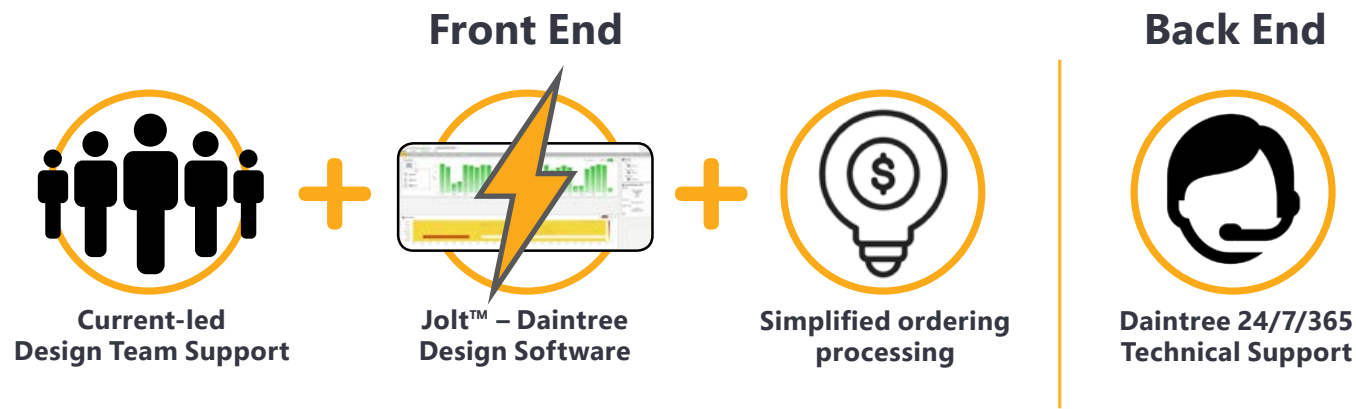 Front End
Back End
$
Current-led
Design Team Support
Jolt™ – Daintree
Design Software
Simplified ordering
processing
Daintree 24/7/365
Technical Support